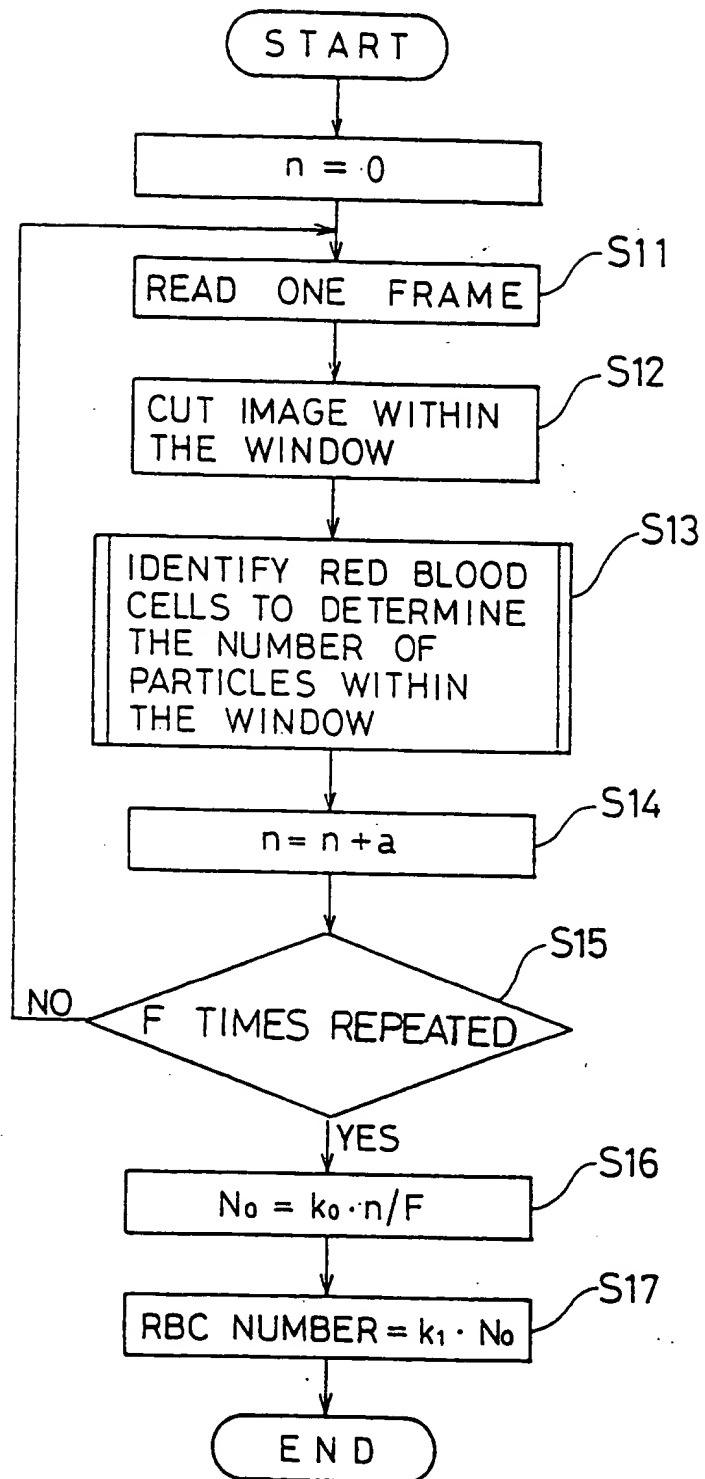 START
n = 0
S11
READ ONE FRAME
S12
CUT IMAGE WITHIN
THE WINDOW
S13
IDENTIFY RED BLOOD
CELLS TO DETERMINE
THE NUMBER OF
PARTICLES WITHIN
THE WINDOW
S14
n = n + a
S15
NO
F TIMES REPEATED
YES
S16
N₀ = k₀ · n/F
S17
RBC NUMBER = k₁ · N₀
END